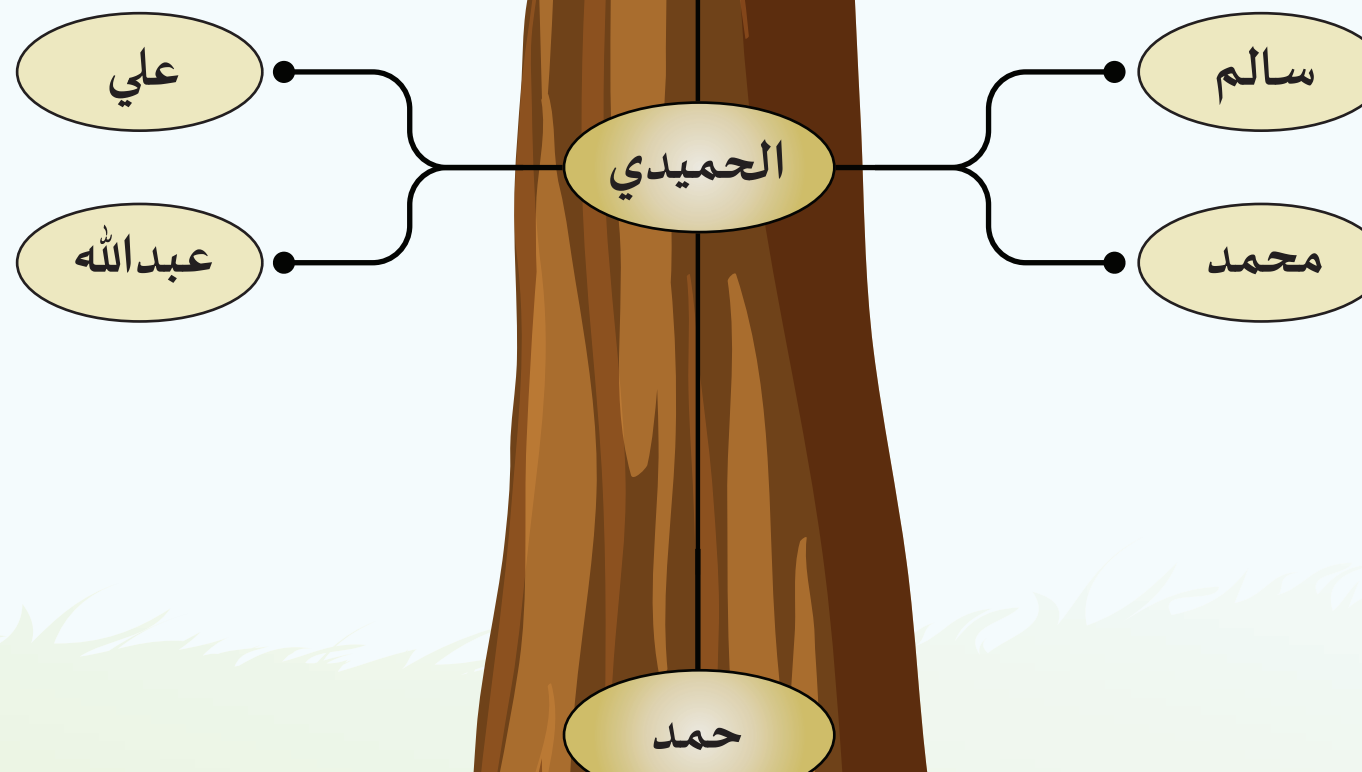 سالم
علي
الحميدي
محمد
عبدالله
حمد